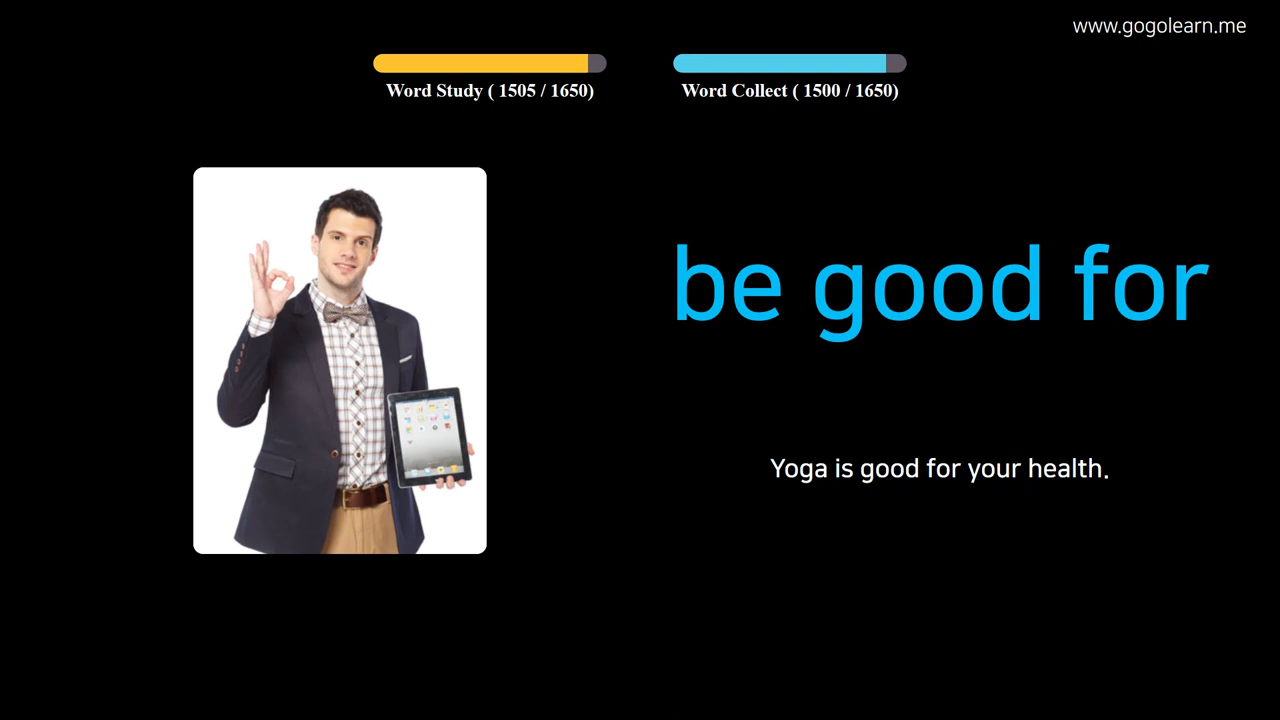 www.gogolearn.me
Word Study ( 1505 / 1650)
Word Collect ( 1500 / 1650)
be good for
Yoga is good for your health.